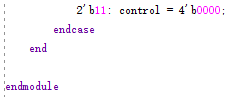 2'b11: control = 4'b0000;
endcase
end
endmodule